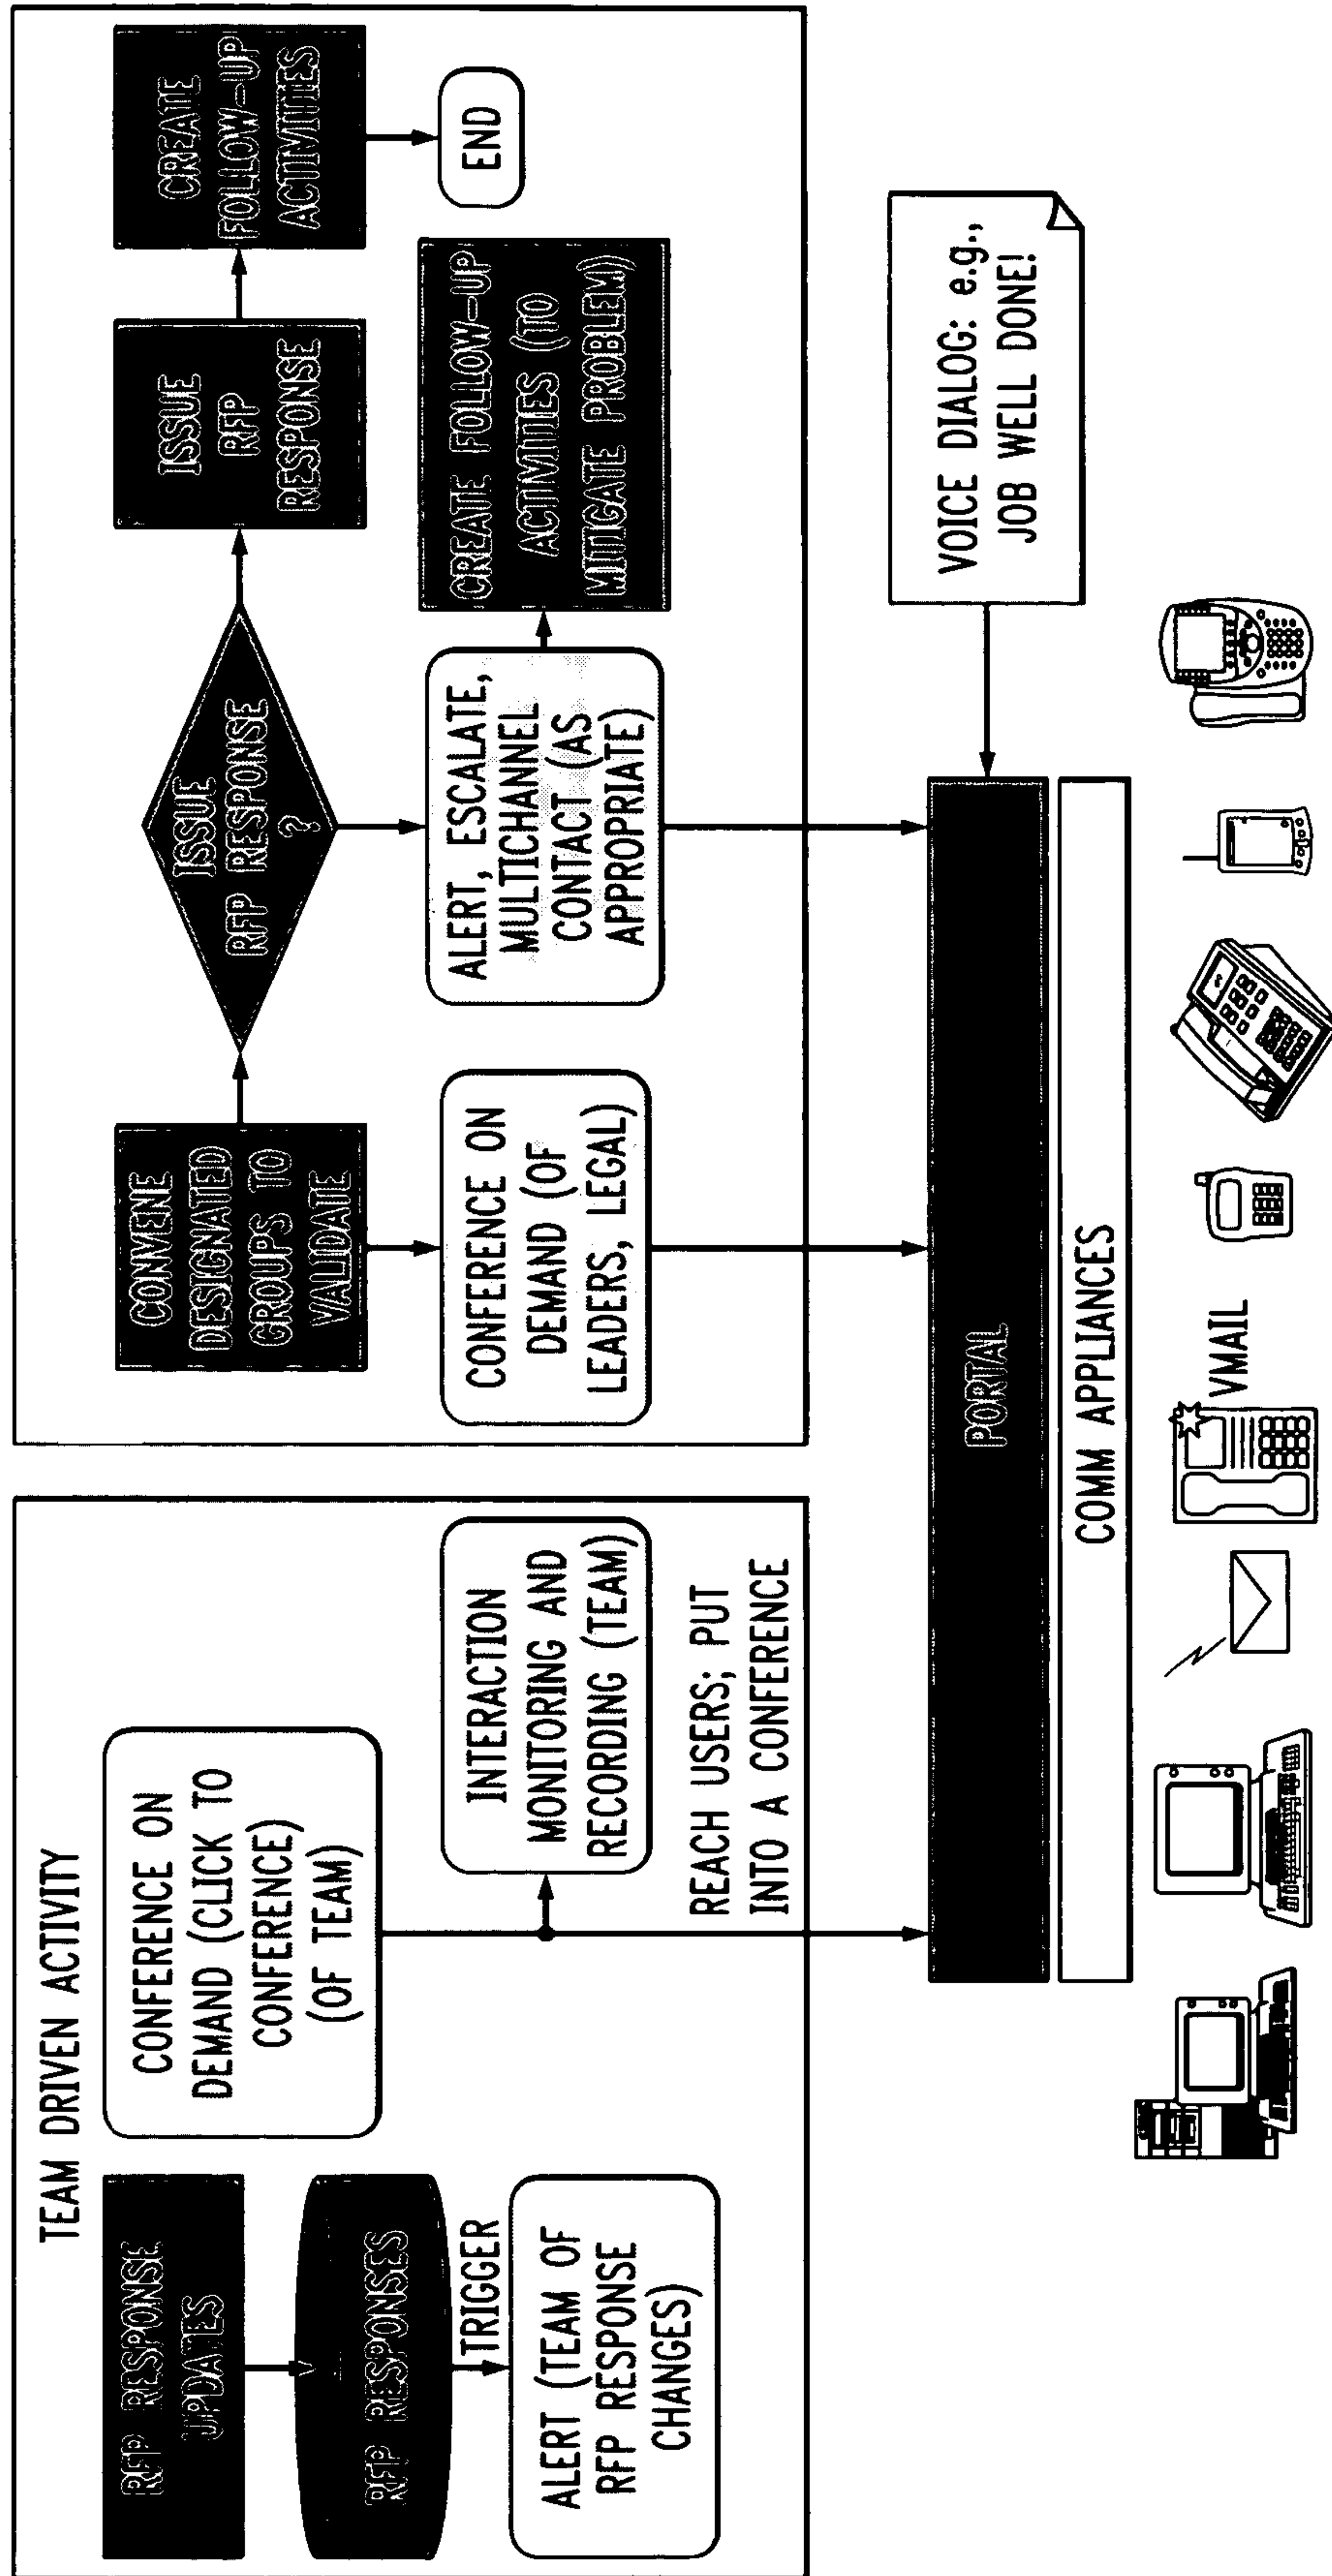 TEAM DRIVEN ACTIVITY
RFP RESPONSE
UPDATES
RFP RESPONSES
TRIGGER
ALERT (TEAM OF
RFP RESPONSE
CHANGES)
CONFERENCE ON
DEMAND (CLICK TO
CONFERENCE)
(OF TEAM)
INTERACTION
MONITORING AND
RECORDING (TEAM)
REACH USERS; PUT
INTO A CONFERENCE
CONVENE
DESIGNATED
GROUPS TO
VALIDATE
CONFERENCE ON
DEMAND (OF
LEADERS, LEGAL)
ISSUE
RFP RESPONSE
?
ALERT, ESCALATE,
MULTICHANNEL
CONTACT (AS
APPROPRIATE)
ISSUE
RFP
RESPONSE
CREATE
FOLLOW-UP
ACTIVITIES
END
CREATE FOLLOW-UP
ACTIVITIES (TO
MITIGATE PROBLEM)
VOICE DIALOG: e.g.,
JOB WELL DONE!
PORTAL
COMM APPLIANCES
VMAIL